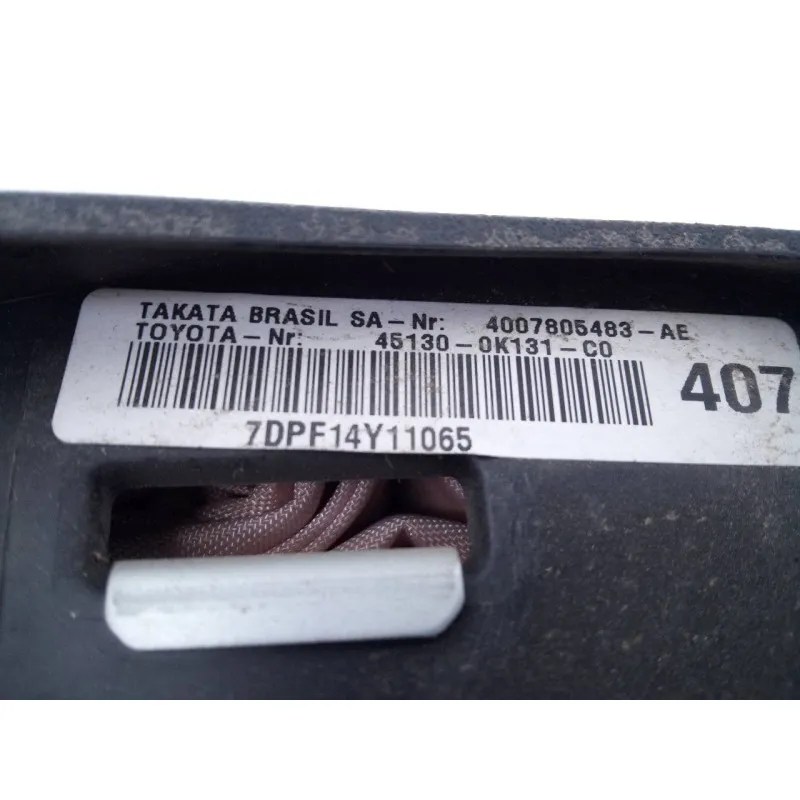 TAKATA BRASIL SA-Nr: 4007805483-AE
TOYOTA-Nr: 45130-0K131-C0
407
7DPF14Y11065